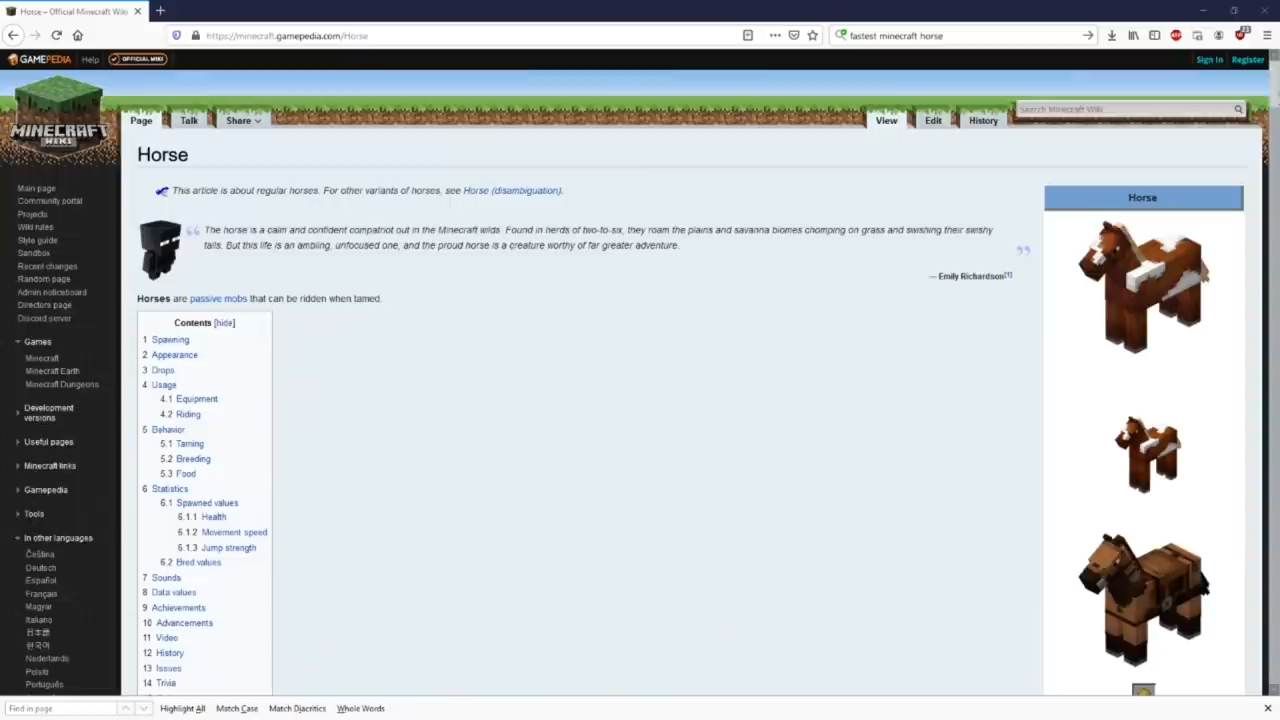 Horse – Official Minecraft Wiki
https://minecraft.gamepedia.com/Horse
fastest minecraft horse
GAMEPEDIA
Help
OFFICIAL WIKI
Sign In
Register
MINECRAFT
WIKI
Page
Talk
Share
View
Edit
History
Search Minecraft Wiki
Main page
Community portal
Projects
Wiki rules
Style guide
Sandbox
Recent changes
Random page
Admin noticeboard
Directors page
Discord server
Games
Minecraft
Minecraft Earth
Minecraft Dungeons
Development
versions
Useful pages
Minecraft links
Gamepedia
Tools
In other languages
Čeština
Deutsch
Español
Français
Magyar
Italiano
日本語
한국어
Nederlands
Polski
Português
Horse
This article is about regular horses. For other variants of horses, see Horse (disambiguation).
The horse is a calm and confident compatriot out in the Minecraft wilds. Found in herds of two-to-six, they roam the plains and savanna biomes chomping on grass and swishing their swishy
tails. But this life is an ambling, unfocused one, and the proud horse is a creature worthy of far greater adventure.
— Emily Richardson[1]
Horses are passive mobs that can be ridden when tamed.
Contents [hide]
1 Spawning
2 Appearance
3 Drops
4 Usage
4.1 Equipment
4.2 Riding
5 Behavior
5.1 Taming
5.2 Breeding
5.3 Food
6 Statistics
6.1 Spawned values
6.1.1 Health
6.1.2 Movement speed
6.1.3 Jump strength
6.2 Bred values
7 Sounds
8 Data values
9 Achievements
10 Advancements
11 Video
12 History
13 Issues
14 Trivia
Horse
Find in page
Highlight All
Match Case
Match Diacritics
Whole Words